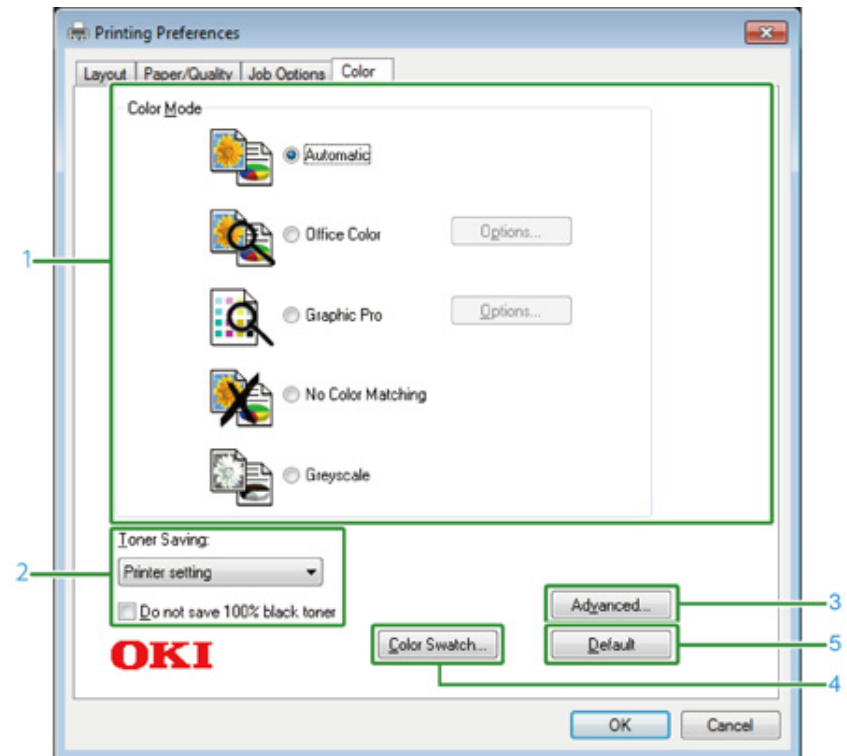 Printing Preferences
Layout Paper/Quality Job Options Color
Color Mode
Automatic
1
Office Color Options...
Graphic Pro Options...
No Color Matching
Greyscale
Toner Saving:
2
Printer setting
Do not save 100% black toner
Advanced... 3
OKI Color Swatch... Default 5
4
OK Cancel